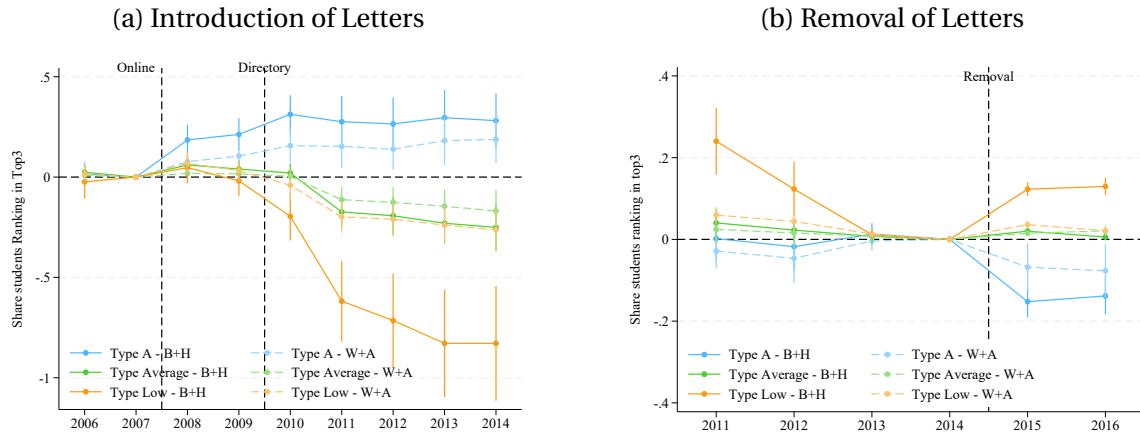 (a) Introduction of Letters
Online
Directory
.5
0
-.5
-1
Share students Ranking in Top3
Type A - B+H
Type A - W+A
Type Average - B+H
Type Average - W+A
Type Low - B+H
Type Low - W+A
2006 2007 2008 2009 2010 2011 2012 2013 2014
(b) Removal of Letters
Removal
.4
.2
0
-.2
-.4
Share students ranking in top3
Type A - B+H
Type A - W+A
Type Average - B+H
Type Average - W+A
Type Low - B+H
Type Low - W+A
2011 2012 2013 2014 2015 2016